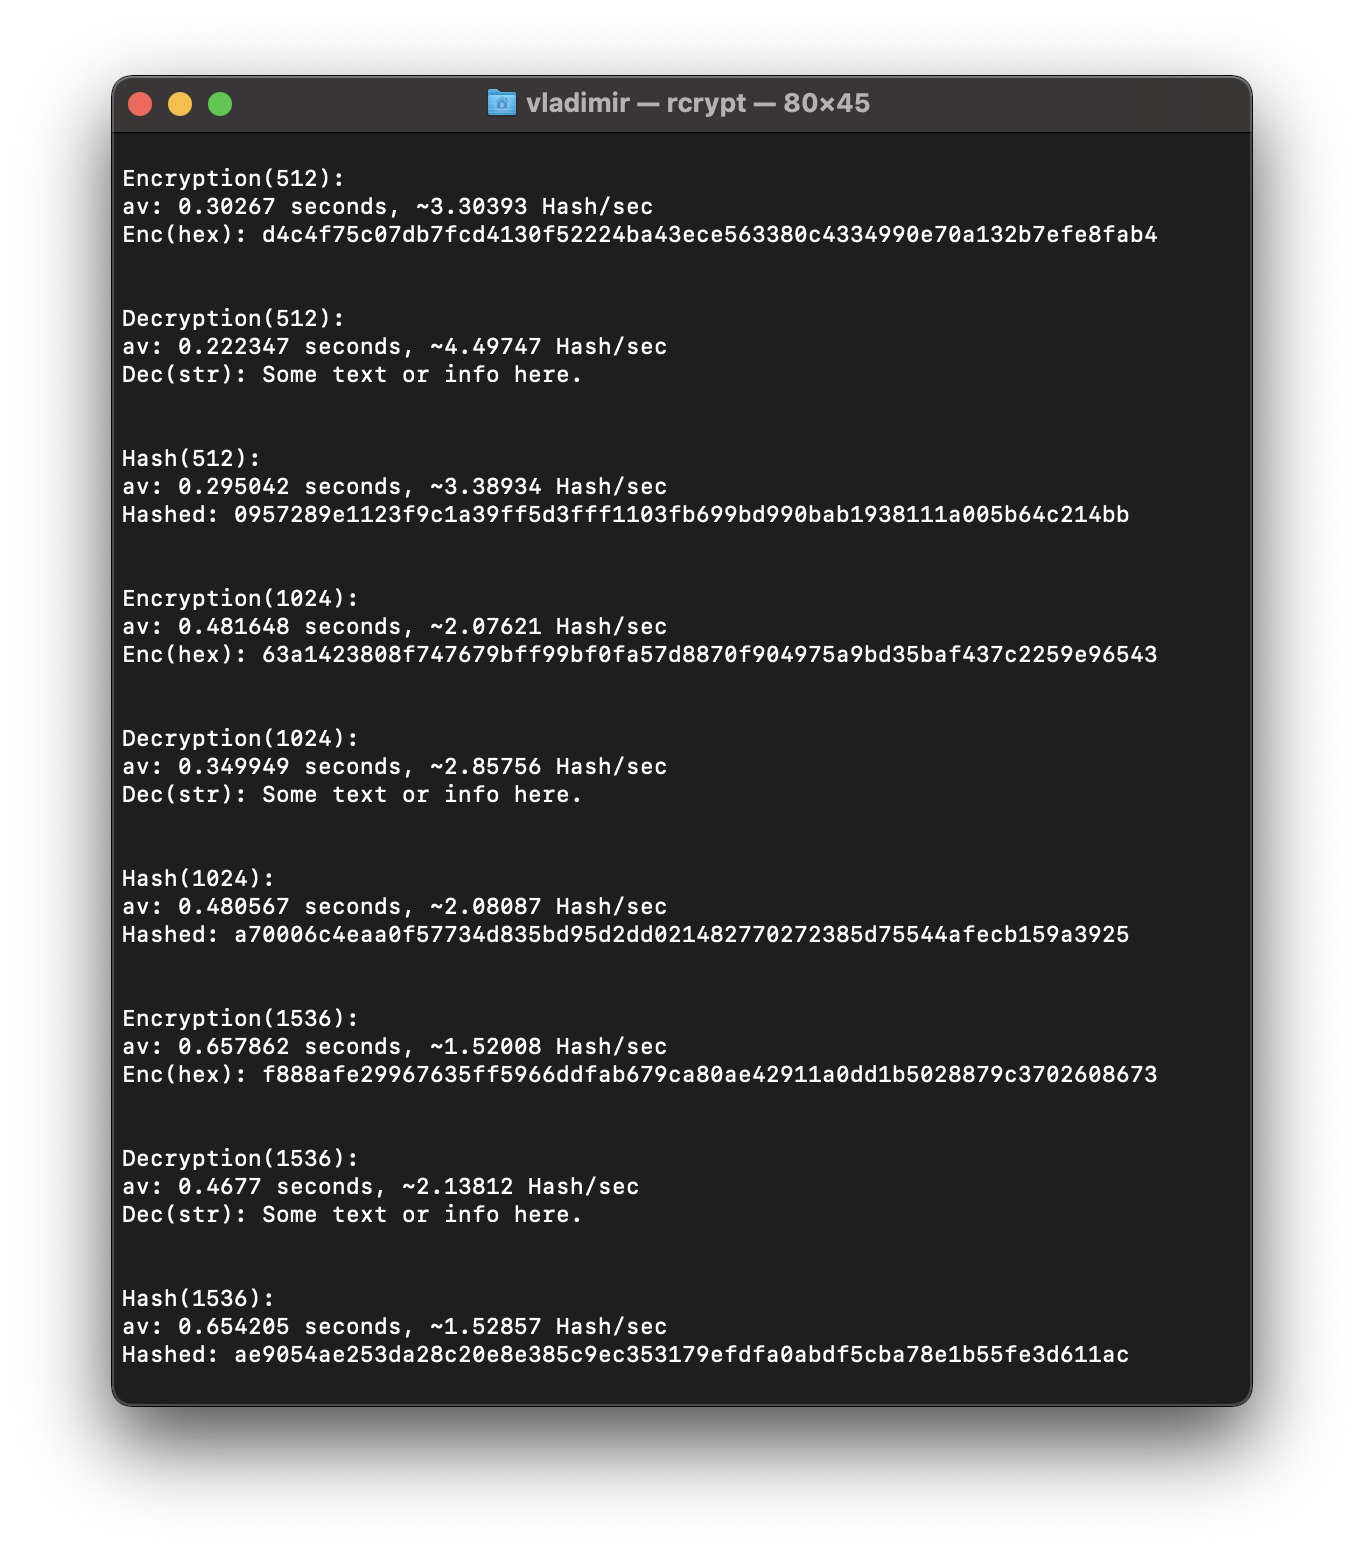 vladimir — rcrypt — 80×45
Encryption(512):
av: 0.30267 seconds, ~3.30393 Hash/sec
Enc(hex): d4c4f75c07db7fcd4130f52224ba43ece563380c4334990e70a132b7efe8fab4
Decryption(512):
av: 0.222347 seconds, ~4.49747 Hash/sec
Dec(str): Some text or info here.
Hash(512):
av: 0.295042 seconds, ~3.38934 Hash/sec
Hashed: 0957289e1123f9c1a39ff5d3fff1103fb699bd990bab1938111a005b64c214bb
Encryption(1024):
av: 0.481648 seconds, ~2.07621 Hash/sec
Enc(hex): 63a1423808f747679bff99bf0fa57d8870f904975a9bd35baf437c2259e96543
Decryption(1024):
av: 0.349949 seconds, ~2.85756 Hash/sec
Dec(str): Some text or info here.
Hash(1024):
av: 0.480567 seconds, ~2.08087 Hash/sec
Hashed: a70006c4eaa0f57734d835bd95d2dd021482770272385d75544afecb159a3925
Encryption(1536):
av: 0.657862 seconds, ~1.52008 Hash/sec
Enc(hex): f888afe29967635ff5966ddfab679ca80ae42911a0dd1b5028879c3702608673
Decryption(1536):
av: 0.4677 seconds, ~2.13812 Hash/sec
Dec(str): Some text or info here.
Hash(1536):
av: 0.654205 seconds, ~1.52857 Hash/sec
Hashed: ae9054ae253da28c20e8e385c9ec353179efdfa0abdf5cba78e1b55fe3d611ac